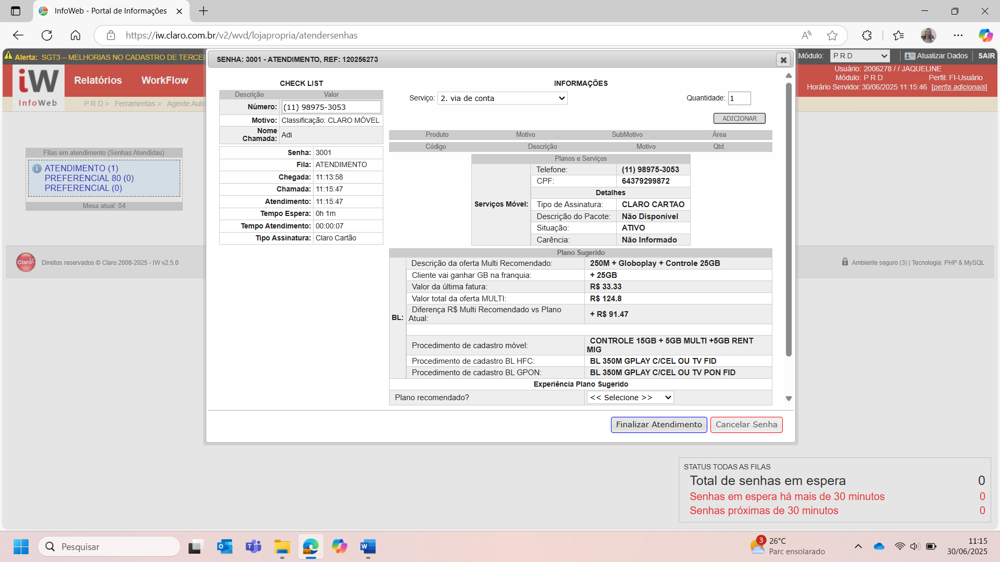 InfoWeb - Portal de Informações
https://iw.claro.com.br/v2/wvd/lojapropria/atendersenhas
Alerta: SGT3 – MELHORIAS NO CADASTRO DE TERCEI
Módulo: P R D
Atualizar Dados
SAIR
iW
InfoWeb
Relatórios
WorkFlow
Usuário: 2006278 / / JAQUELINE
Módulo: P R D
Perfil: FI-Usuário
Horário Servidor:30/06/2025 11:15:46 [perfis adicionais]
P R D > Ferramentas > Agente Auto
Filas em atendimento (Senhas Atendidas)
ATENDIMENTO (1)
PREFERENCIAL 80 (0)
PREFERENCIAL (0)
Mesa atual: 04
Claro
Direitos reservados © Claro 2008-2025 - IW v2.5.0
Ambiente seguro (3) | Tecnologia: PHP & MySQL
SENHA: 3001 - ATENDIMENTO, REF: 120256273
CHECK LIST
Descrição Valor
Número: (11) 98975-3053
Motivo: Classificação: CLARO MÓVEL
Nome Chamada: Adi
Senha: 3001
Fila: ATENDIMENTO
Chegada: 11:13:58
Chamada: 11:15:47
Atendimento: 11:15:47
Tempo Espera: 0h 1m
Tempo Atendimento: 00:00:07
Tipo Assinatura: Claro Cartão
INFORMAÇÕES
Serviço: 2. via de conta
Quantidade: 1
ADICIONAR
Produto Motivo SubMotivo Área
Código Descrição Motivo Qtd.
Planos e Serviços
Serviços Móvel:
Telefone: (11) 98975-3053
CPF: 64379299872
Detalhes
Tipo de Assinatura: CLARO CARTAO
Descrição do Pacote: Não Disponível
Situação: ATIVO
Carência: Não Informado
Plano Sugerido
BL:
Descrição da oferta Multi Recomendado: 250M + Globoplay + Controle 25GB
Cliente vai ganhar GB na franquia: + 25GB
Valor da última fatura: R$ 33.33
Valor total da oferta MULTI: R$ 124.8
Diferença R$ Multi Recomendado vs Plano
Atual: + R$ 91.47
Procedimento de cadastro móvel: CONTROLE 15GB + 5GB MULTI +5GB RENT
MIG
Procedimento de cadastro BL HFC: BL 350M GPLAY C/CEL OU TV FID
Procedimento de cadastro BL GPON: BL 350M GPLAY C/CEL OU TV PON FID
Experiência Plano Sugerido
Plano recomendado? << Selecione >>
Finalizar Atendimento
Cancelar Senha
STATUS TODAS AS FILAS
Total de senhas em espera 0
Senhas em espera há mais de 30 minutos 0
Senhas próximas de 30 minutos 0
Pesquisar
3
26°C
Parc ensolarado
11:15
30/06/2025